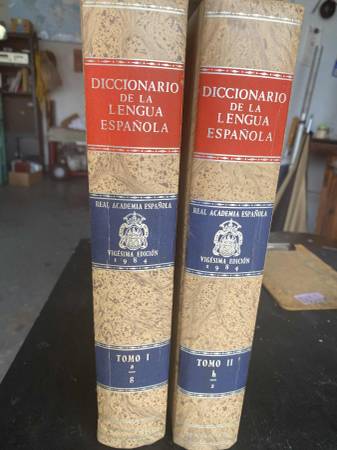 DICCIONARIO
DE LA
LENGUA
ESPAÑOLA
REAL ACADEMIA ESPAÑOLA
VIGÉSIMA EDICIÓN
1984
TOMO I
a
g
DICCIONARIO
DE LA
LENGUA
ESPAÑOLA
REAL ACADEMIA ESPAÑOLA
VIGÉSIMA EDICIÓN
1984
TOMO II
h
z